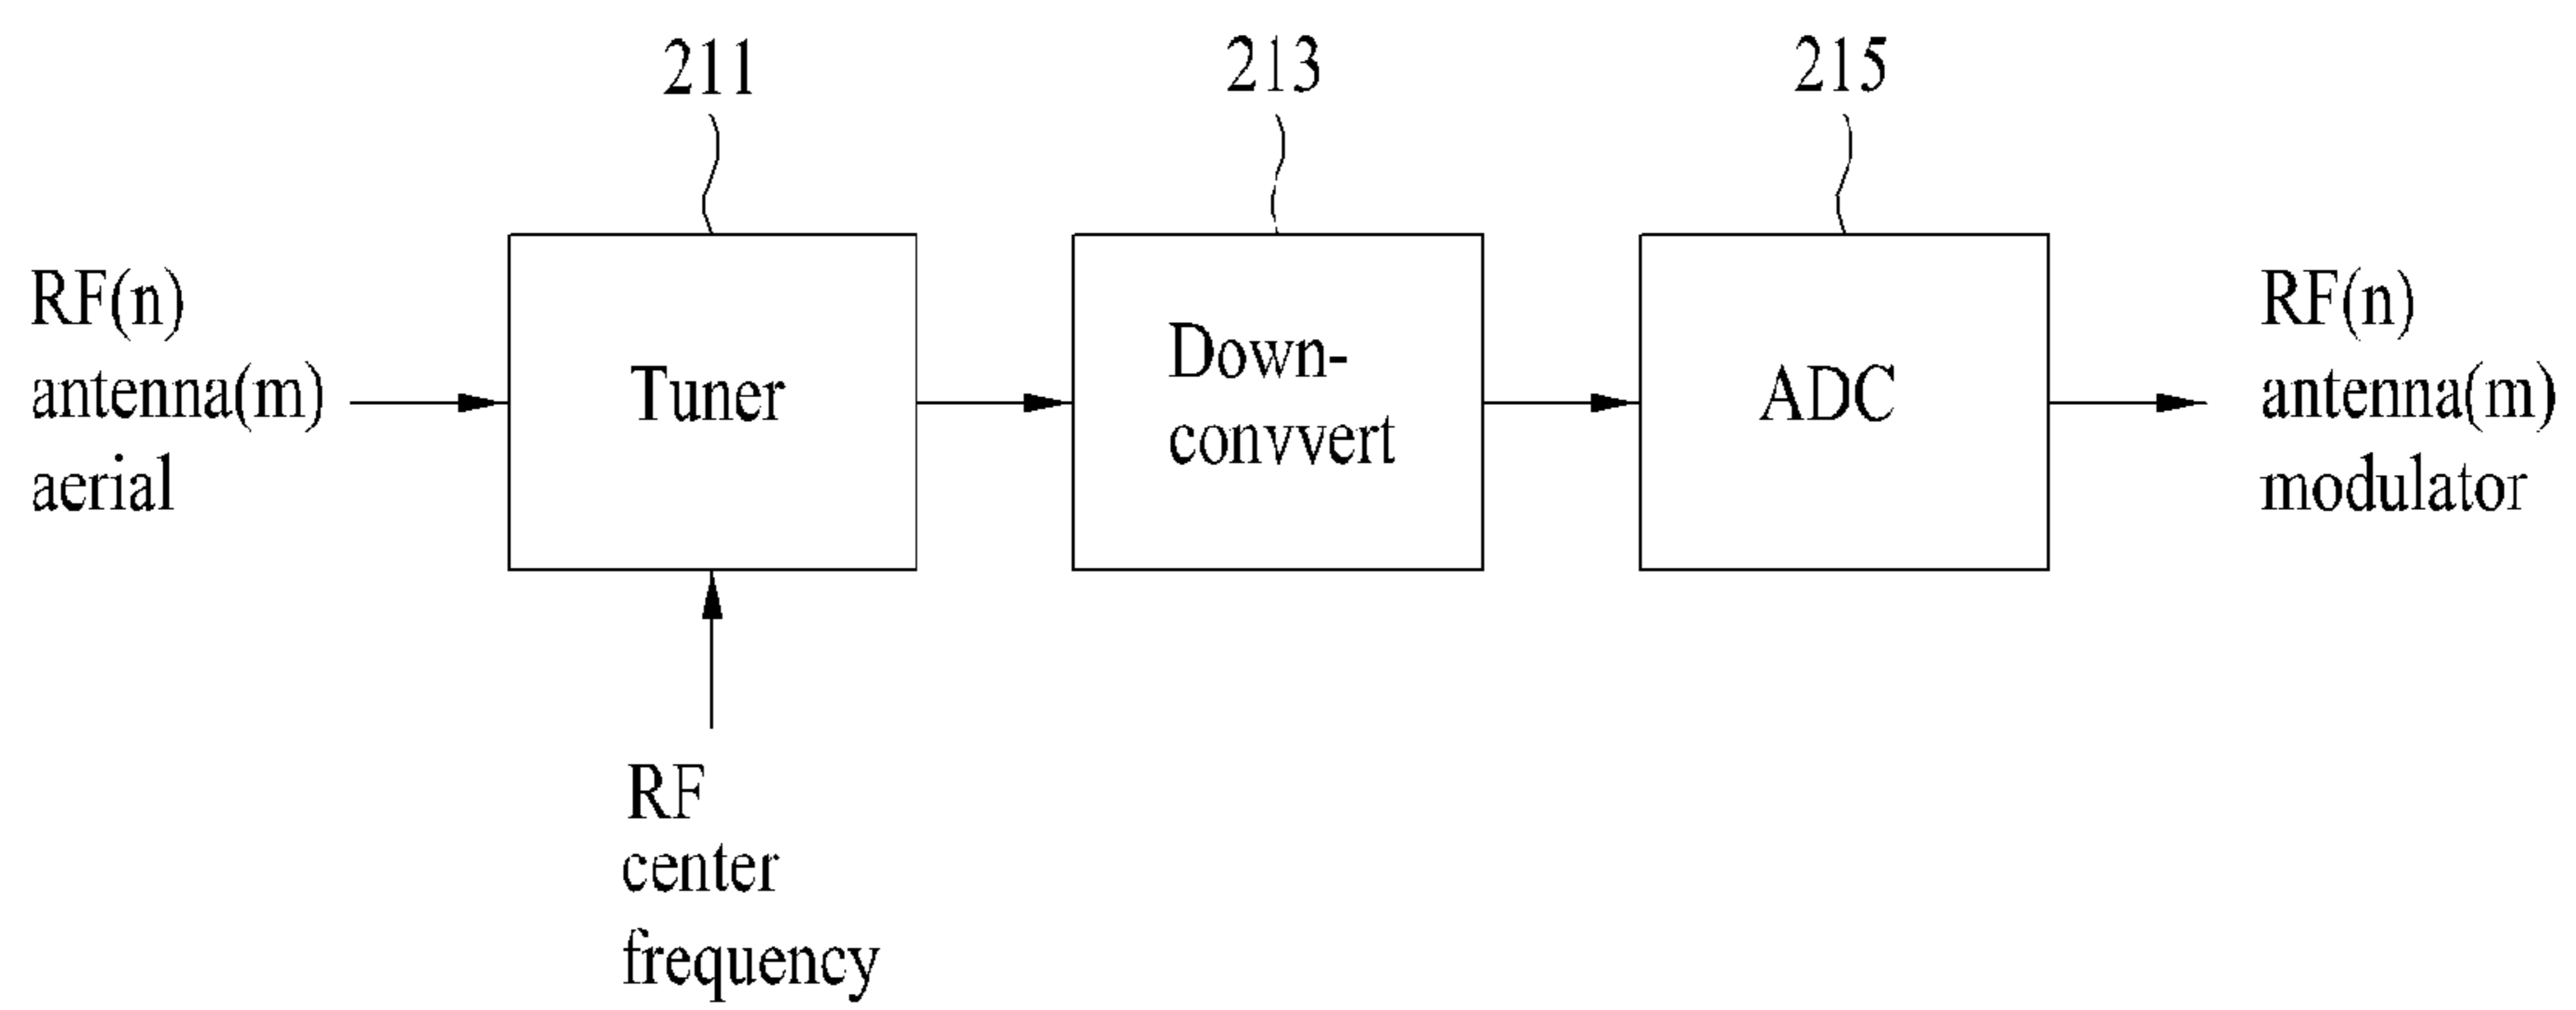 211
213
215
RF(n)
antenna(m)
aerial
Tuner
Down-
convvert
ADC
RF(n)
antenna(m)
modulator
RF
center
frequency